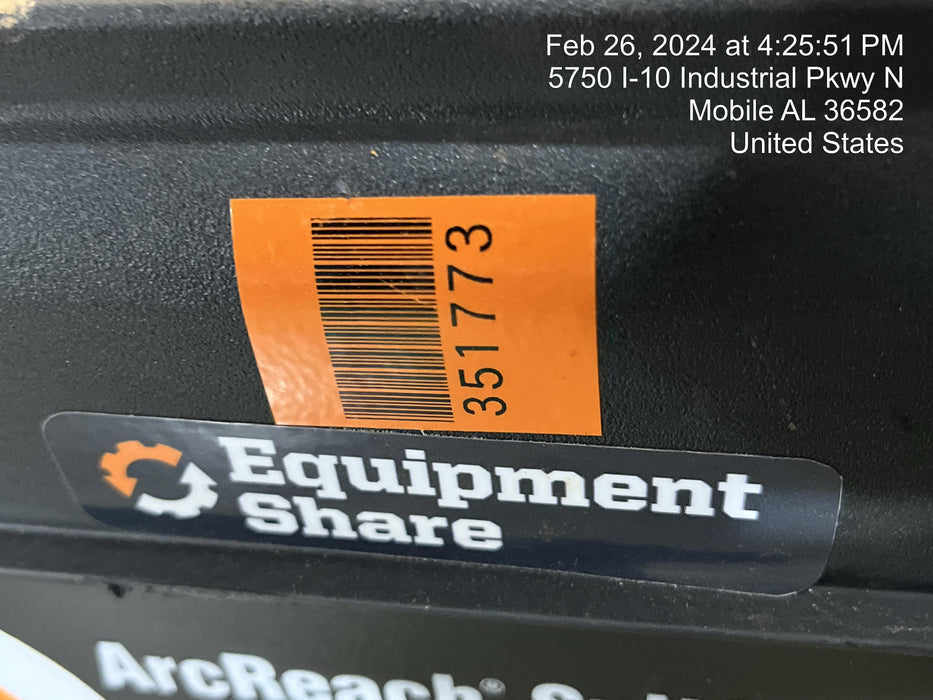 Feb 26, 2024 at 4:25:51 PM
5750 I-10 Industrial Pkwy N
Mobile AL 36582
United States
351773
Equipment
Share
ArcReach®